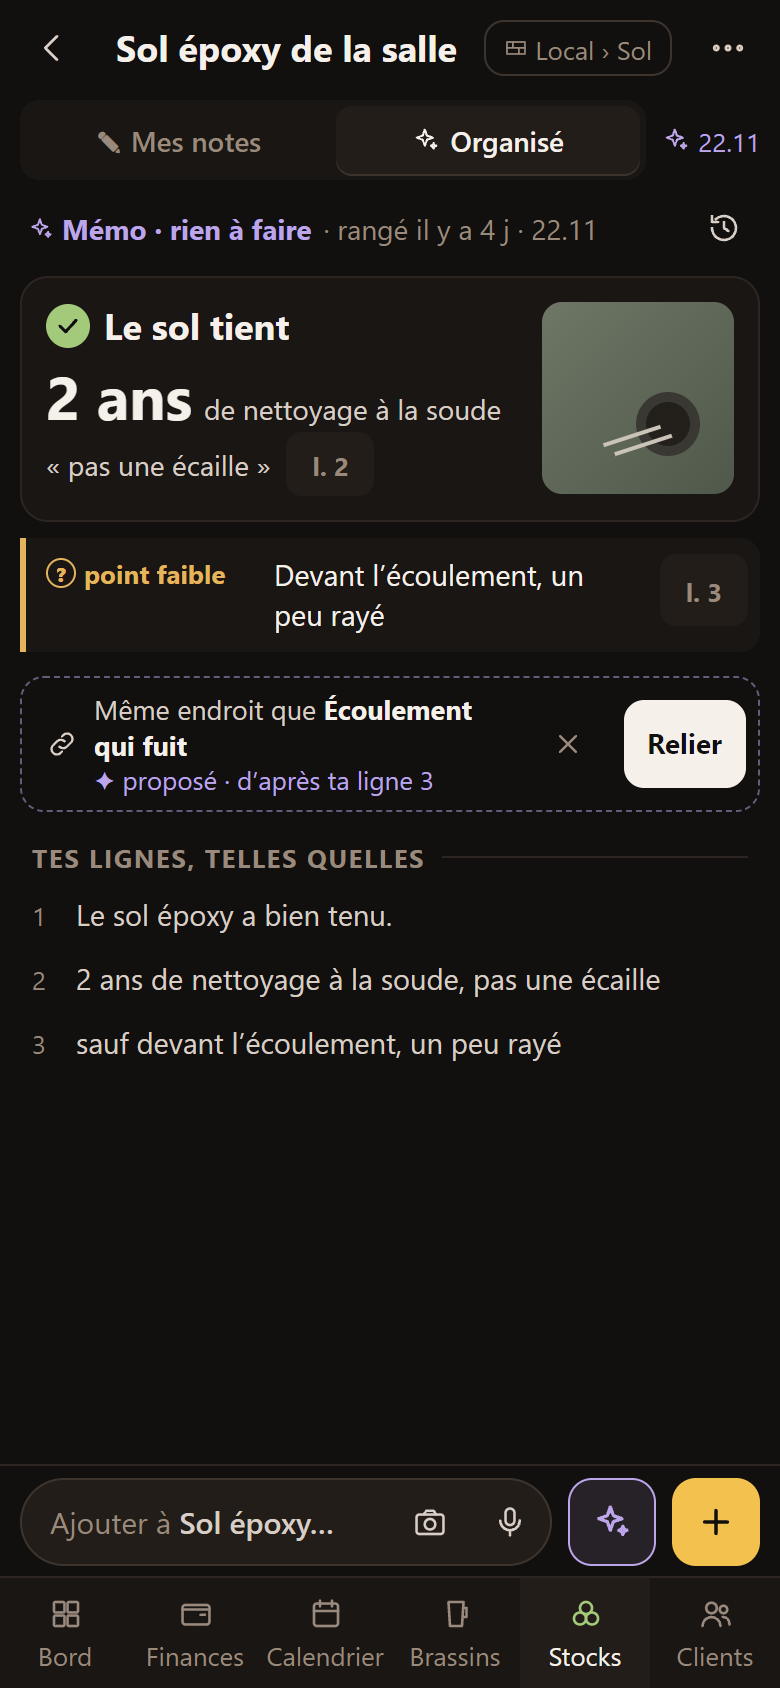 Sol époxy de la salle
Local › Sol
Mes notes
Organisé
22.11
Mémo · rien à faire · rangé il y a 4 j · 22.11
Le sol tient
2 ans de nettoyage à la soude
« pas une écaille » l. 2
? point faible
Devant l’écoulement, un
peu rayé
l. 3
Même endroit que Écoulement
qui fuit
✦ proposé · d’après ta ligne 3
Relier
TES LIGNES, TELLES QUELLES
1 Le sol époxy a bien tenu.
2 2 ans de nettoyage à la soude, pas une écaille
3 sauf devant l’écoulement, un peu rayé
Ajouter à Sol époxy…
Bord
Finances
Calendrier
Brassins
Stocks
Clients